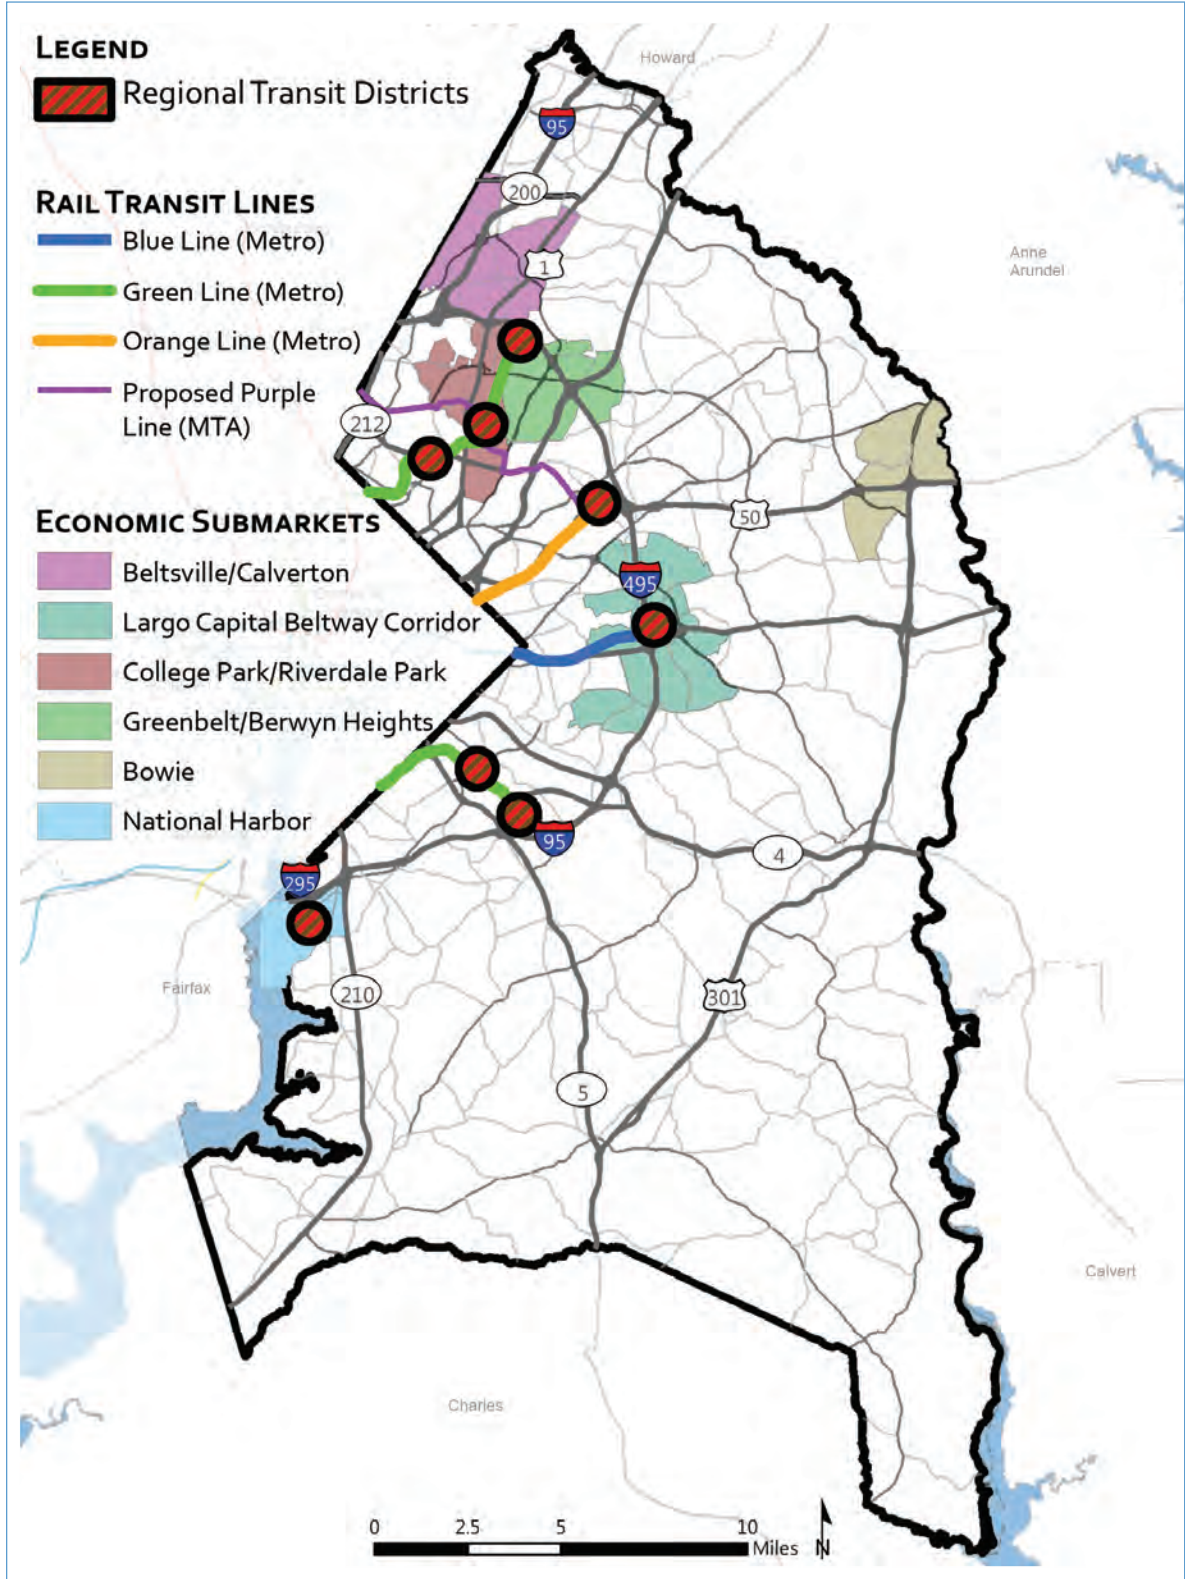 LEGEND
Regional Transit Districts
RAIL TRANSIT LINES
Blue Line (Metro)
Green Line (Metro)
Orange Line (Metro)
Proposed Purple
Line (MTA)
ECONOMIC SUBMARKETS
Beltsville/Calverton
Largo Capital Beltway Corridor
College Park/Riverdale Park
Greenbelt/Berwyn Heights
Bowie
National Harbor
Howard
95
200
1
Anne
Arundel
212
50
495
95
4
295
Fairfax
210
301
5
Calvert
Charles
0 2.5 5 10
Miles N